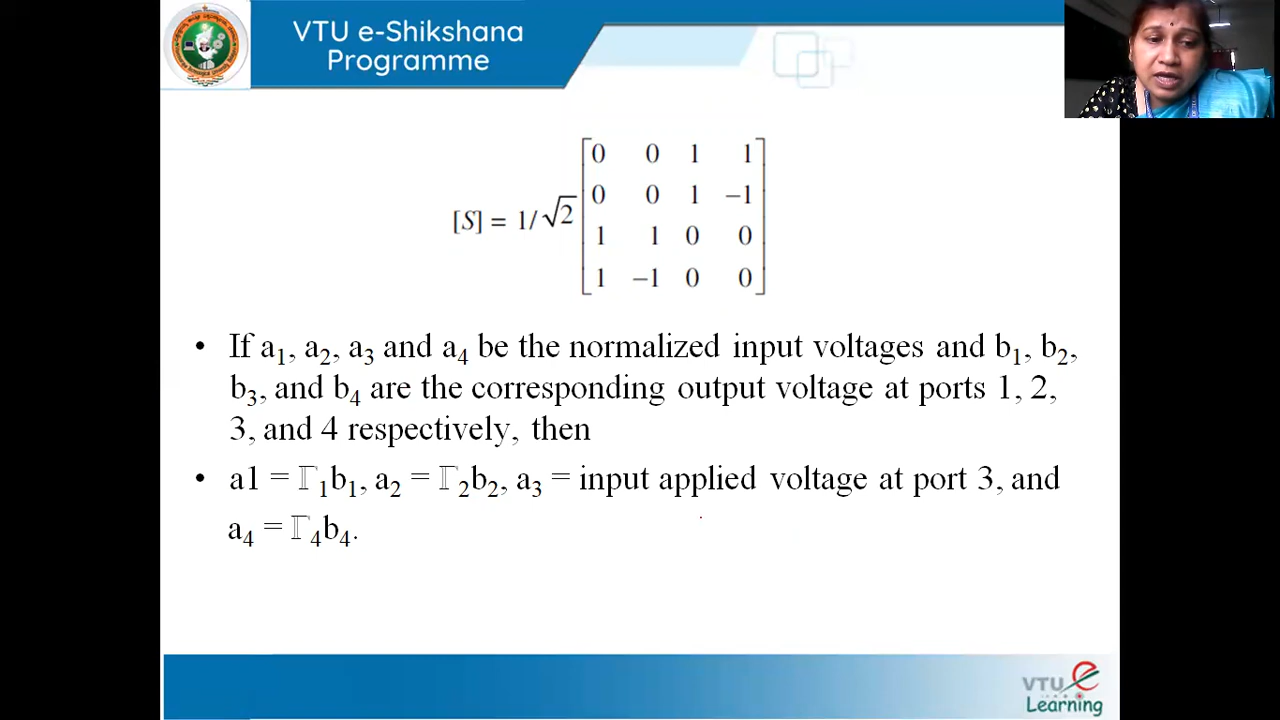 VTU e-Shikshana
Programme
[S] = 1/√2 [0 0 1 1
0 0 1 –1
1 1 0 0
1 –1 0 0]
• If a₁, a₂, a₃ and a₄ be the normalized input voltages and b₁, b₂,
b₃, and b₄ are the corresponding output voltage at ports 1, 2,
3, and 4 respectively, then
• a1 = Γ₁b₁, a₂ = Γ₂b₂, a₃ = input applied voltage at port 3, and
a₄ = Γ₄b₄.
VTU e
Learning